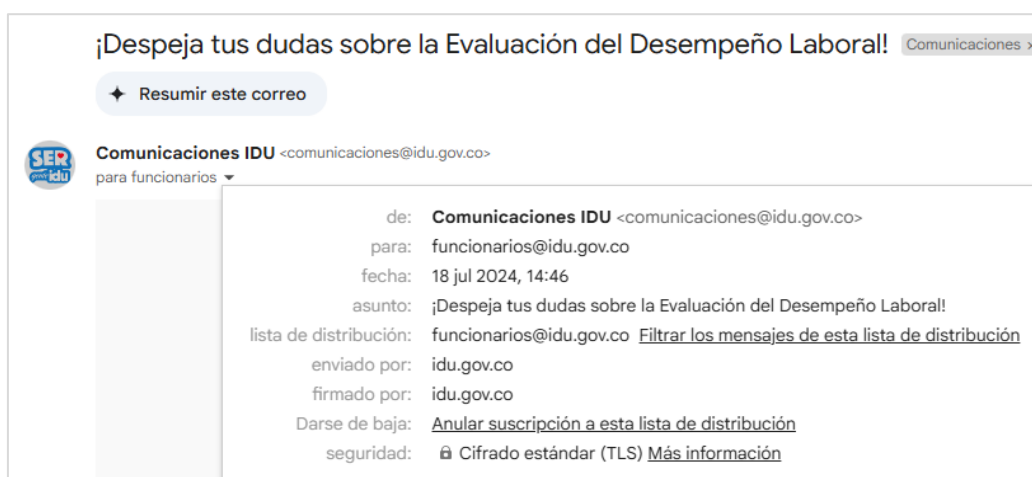 ¡Despeja tus dudas sobre la Evaluación del Desempeño Laboral! Comunicaciones ×
Resumir este correo
SER
idu
Comunicaciones IDU <comunicaciones@idu.gov.co>
para funcionarios
de: Comunicaciones IDU <comunicaciones@idu.gov.co>
para: funcionarios@idu.gov.co
fecha: 18 jul 2024, 14:46
asunto: ¡Despeja tus dudas sobre la Evaluación del Desempeño Laboral!
lista de distribución: funcionarios@idu.gov.co Filtrar los mensajes de esta lista de distribución
enviado por: idu.gov.co
firmado por: idu.gov.co
Darse de baja: Anular suscripción a esta lista de distribución
seguridad: Cifrado estándar (TLS) Más información